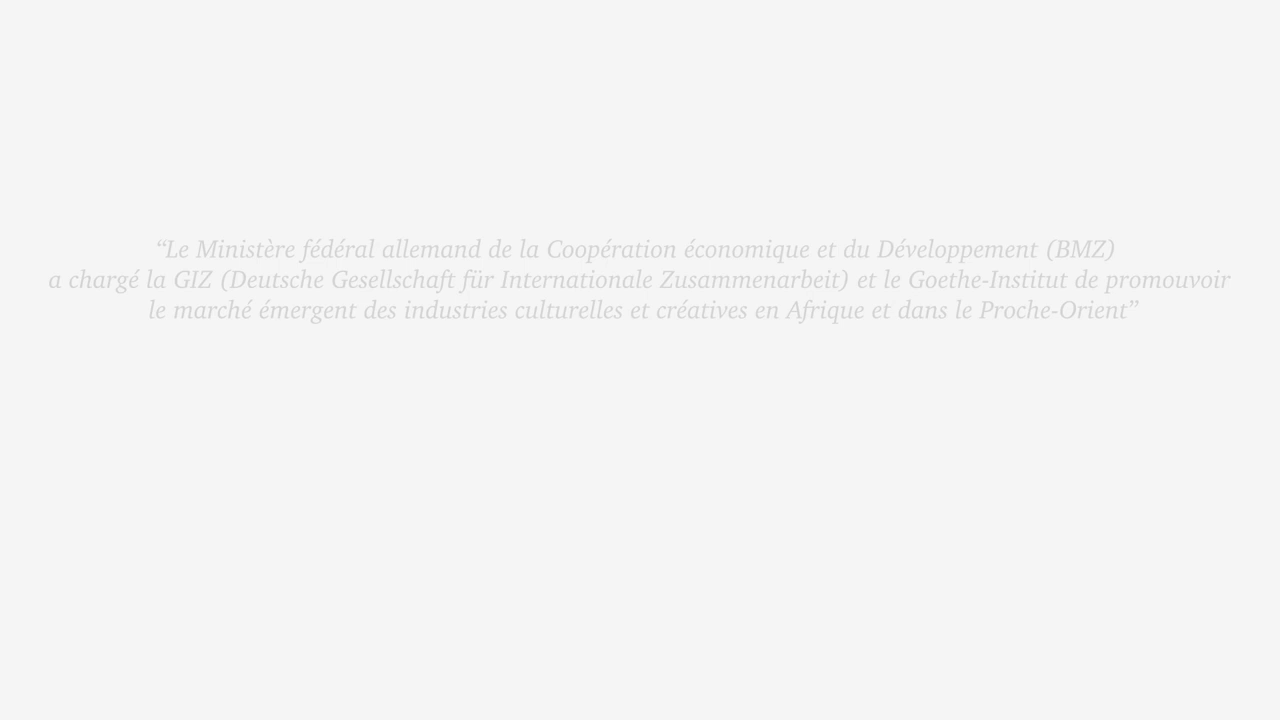 “Le Ministère fédéral allemand de la Coopération économique et du Développement (BMZ)
a chargé la GIZ (Deutsche Gesellschaft für Internationale Zusammenarbeit) et le Goethe-Institut de promouvoir
le marché émergent des industries culturelles et créatives en Afrique et dans le Proche-Orient”